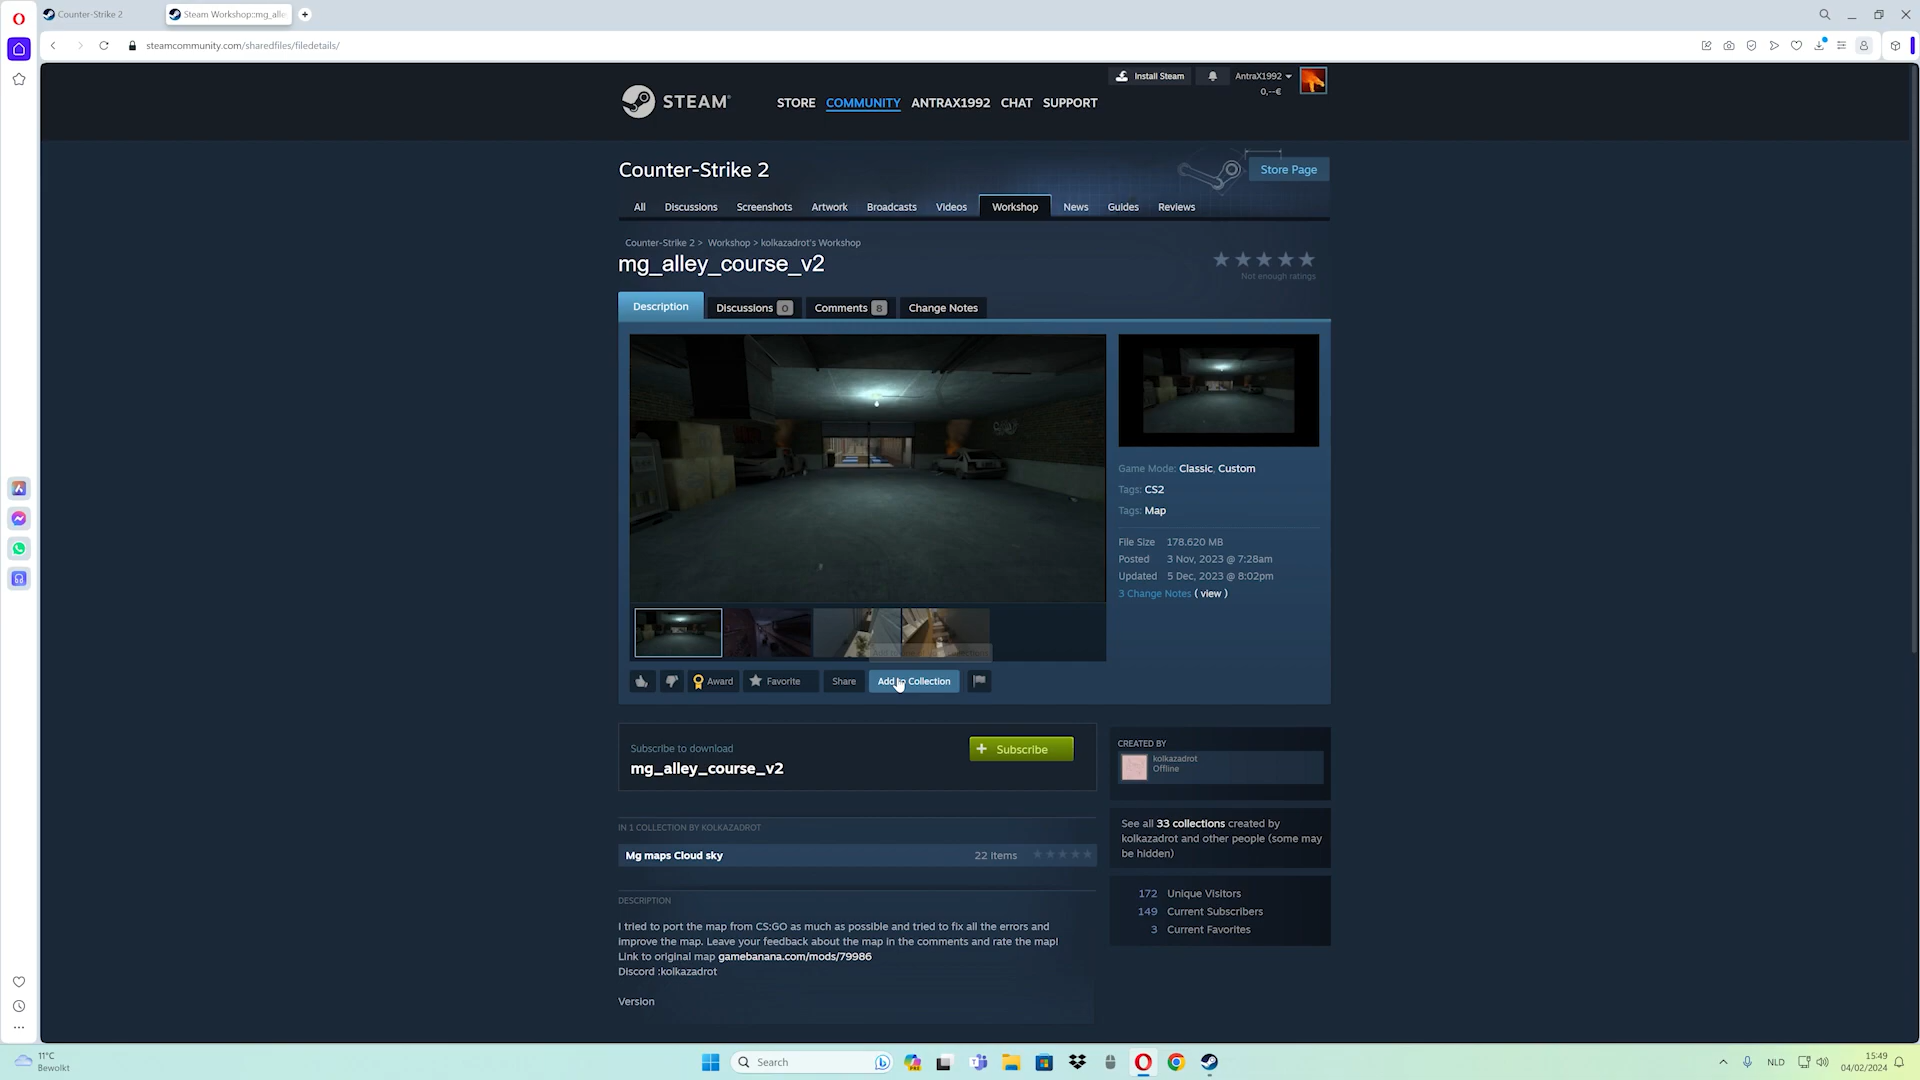 Counter-Strike 2
Steam Workshop::mg_alle
steamcommunity.com/sharedfiles/filedetails/
Install Steam
AntraX1992
0,--€
STEAM
STORE COMMUNITY ANTRAX1992 CHAT SUPPORT
Counter-Strike 2
Store Page
All Discussions Screenshots Artwork Broadcasts Videos Workshop News Guides Reviews
Counter-Strike 2 > Workshop > kolkazadrot's Workshop
mg_alley_course_v2
Not enough ratings
Description Discussions 0 Comments 8 Change Notes
Game Mode: Classic, Custom
Tags: CS2
Tags: Map
File Size 178.620 MB
Posted 3 Nov, 2023 @ 7:28am
Updated 5 Dec, 2023 @ 8:02pm
3 Change Notes ( view )
Award Favorite Share Add to Collection
Subscribe to download
mg_alley_course_v2
Subscribe
CREATED BY
kolkazadrot
Offline
IN 1 COLLECTION BY KOLKAZADROT
Mg maps Cloud sky 22 items
See all 33 collections created by
kolkazadrot and other people (some may
be hidden)
172 Unique Visitors
149 Current Subscribers
3 Current Favorites
DESCRIPTION
I tried to port the map from CS:GO as much as possible and tried to fix all the errors and
improve the map. Leave your feedback about the map in the comments and rate the map!
Link to original map gamebanana.com/mods/79986
Discord :kolkazadrot
Version
11°C
Bewolkt
Search
NLD
15:49
04/02/2024